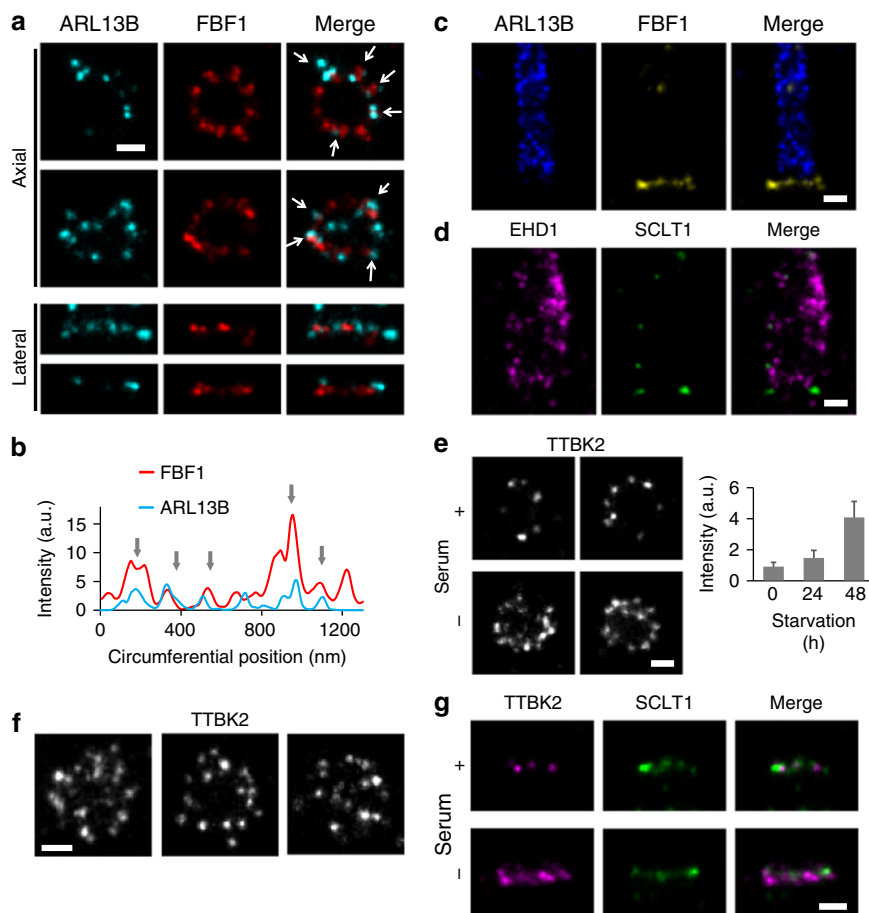 a
ARL13B FBF1 Merge
Axial
Lateral
b
FBF1
ARL13B
Intensity (a.u.)
15
10
5
0
0 400 800 1200
Circumferential position (nm)
c
ARL13B FBF1 Merge
d
EHD1 SCLT1 Merge
e
TTBK2
Serum
+
–
Intensity (a.u.)
6
4
2
0
0 24 48
Starvation
(h)
f
TTBK2
g
TTBK2 SCLT1 Merge
Serum
+
–